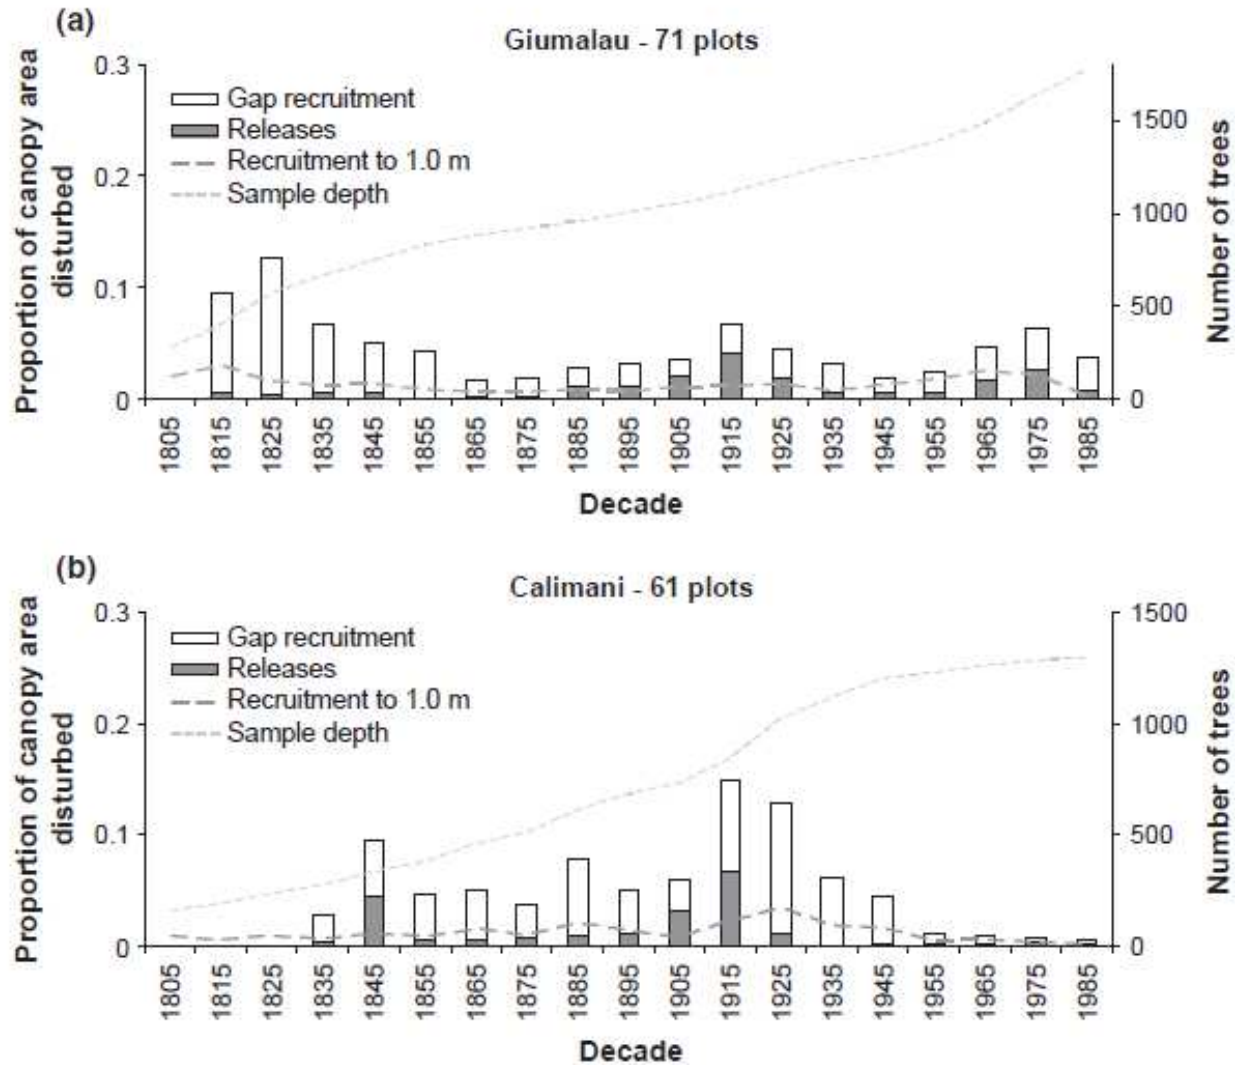 (a)
Giumalau - 71 plots
Proportion of canopy area
disturbed
0.3
0.2
0.1
0
Gap recruitment
Releases
Recruitment to 1.0 m
Sample depth
1500
1000
500
0
Number of trees
1805 1815 1825 1835 1845 1855 1865 1875 1885 1895 1905 1915 1925 1935 1945 1955 1965 1975 1985
Decade
(b)
Calimani - 61 plots
Proportion of canopy area
disturbed
0.3
0.2
0.1
0
Gap recruitment
Releases
Recruitment to 1.0 m
Sample depth
1500
1000
500
0
Number of trees
1805 1815 1825 1835 1845 1855 1865 1875 1885 1895 1905 1915 1925 1935 1945 1955 1965 1975 1985
Decade